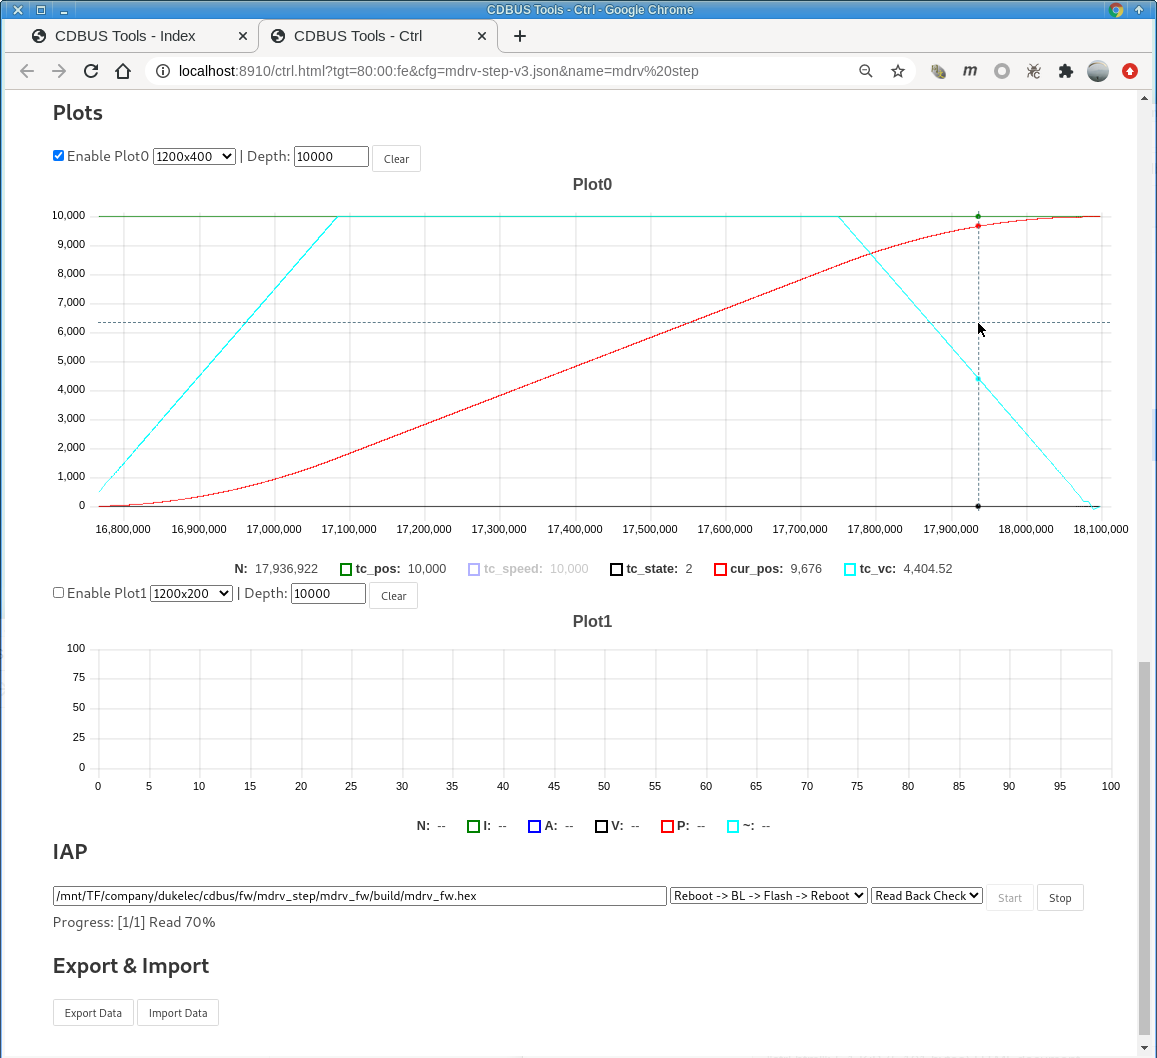 CDBUS Tools - Ctrl - Google Chrome
CDBUS Tools - Index
CDBUS Tools - Ctrl
localhost:8910/ctrl.html?tgt=80:00:fe&cfg=mdrv-step-v3.json&name=mdrv%20step
m
Plots
Enable Plot0 1200x400 | Depth: 10000 Clear
Plot0
10,000
9,000
8,000
7,000
6,000
5,000
4,000
3,000
2,000
1,000
0
16,800,000 16,900,000 17,000,000 17,100,000 17,200,000 17,300,000 17,400,000 17,500,000 17,600,000 17,700,000 17,800,000 17,900,000 18,000,000 18,100,000
N: 17,936,922 tc_pos: 10,000 tc_speed: 10,000 tc_state: 2 cur_pos: 9,676 tc_vc: 4,404.52
Enable Plot1 1200x200 | Depth: 10000 Clear
Plot1
100
75
50
25
0
0 5 10 15 20 25 30 35 40 45 50 55 60 65 70 75 80 85 90 95 100
N: -- I: -- A: -- V: -- P: -- ~: --
IAP
/mnt/TF/company/dukelec/cdbus/fw/mdrv_step/mdrv_fw/build/mdrv_fw.hex Reboot -> BL -> Flash -> Reboot Read Back Check Start Stop
Progress: [1/1] Read 70%
Export & Import
Export Data Import Data